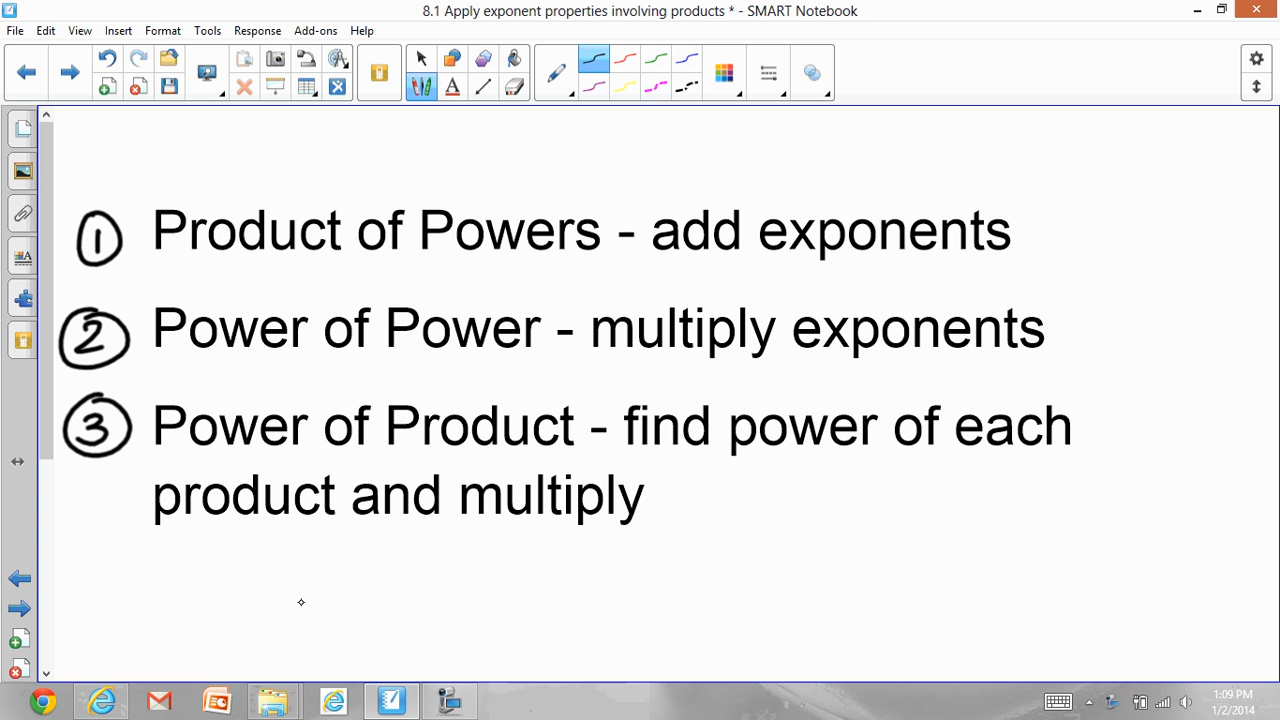 8.1 Apply exponent properties involving products * - SMART Notebook
File Edit View Insert Format Tools Response Add-ons Help
1 Product of Powers - add exponents
2 Power of Power - multiply exponents
3 Power of Product - find power of each
product and multiply
1:09 PM
1/2/2014